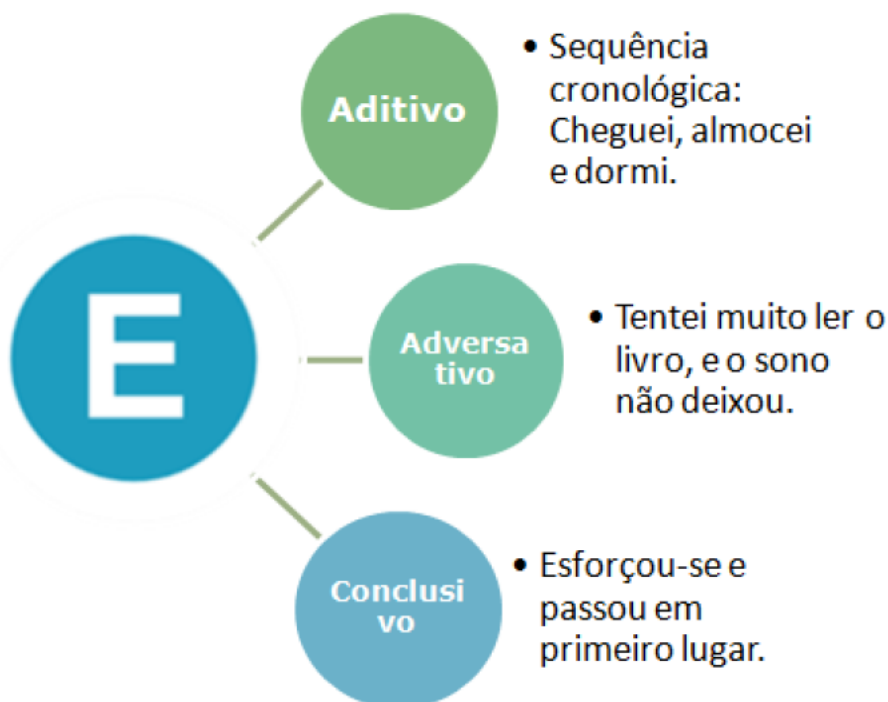 E
Aditivo
• Sequência
cronológica:
Cheguei, almocei
e dormi.
Adversa
tivo
• Tentei muito ler o
livro, e o sono
não deixou.
Conclusi
vo
• Esforçou-se e
passou em
primeiro lugar.